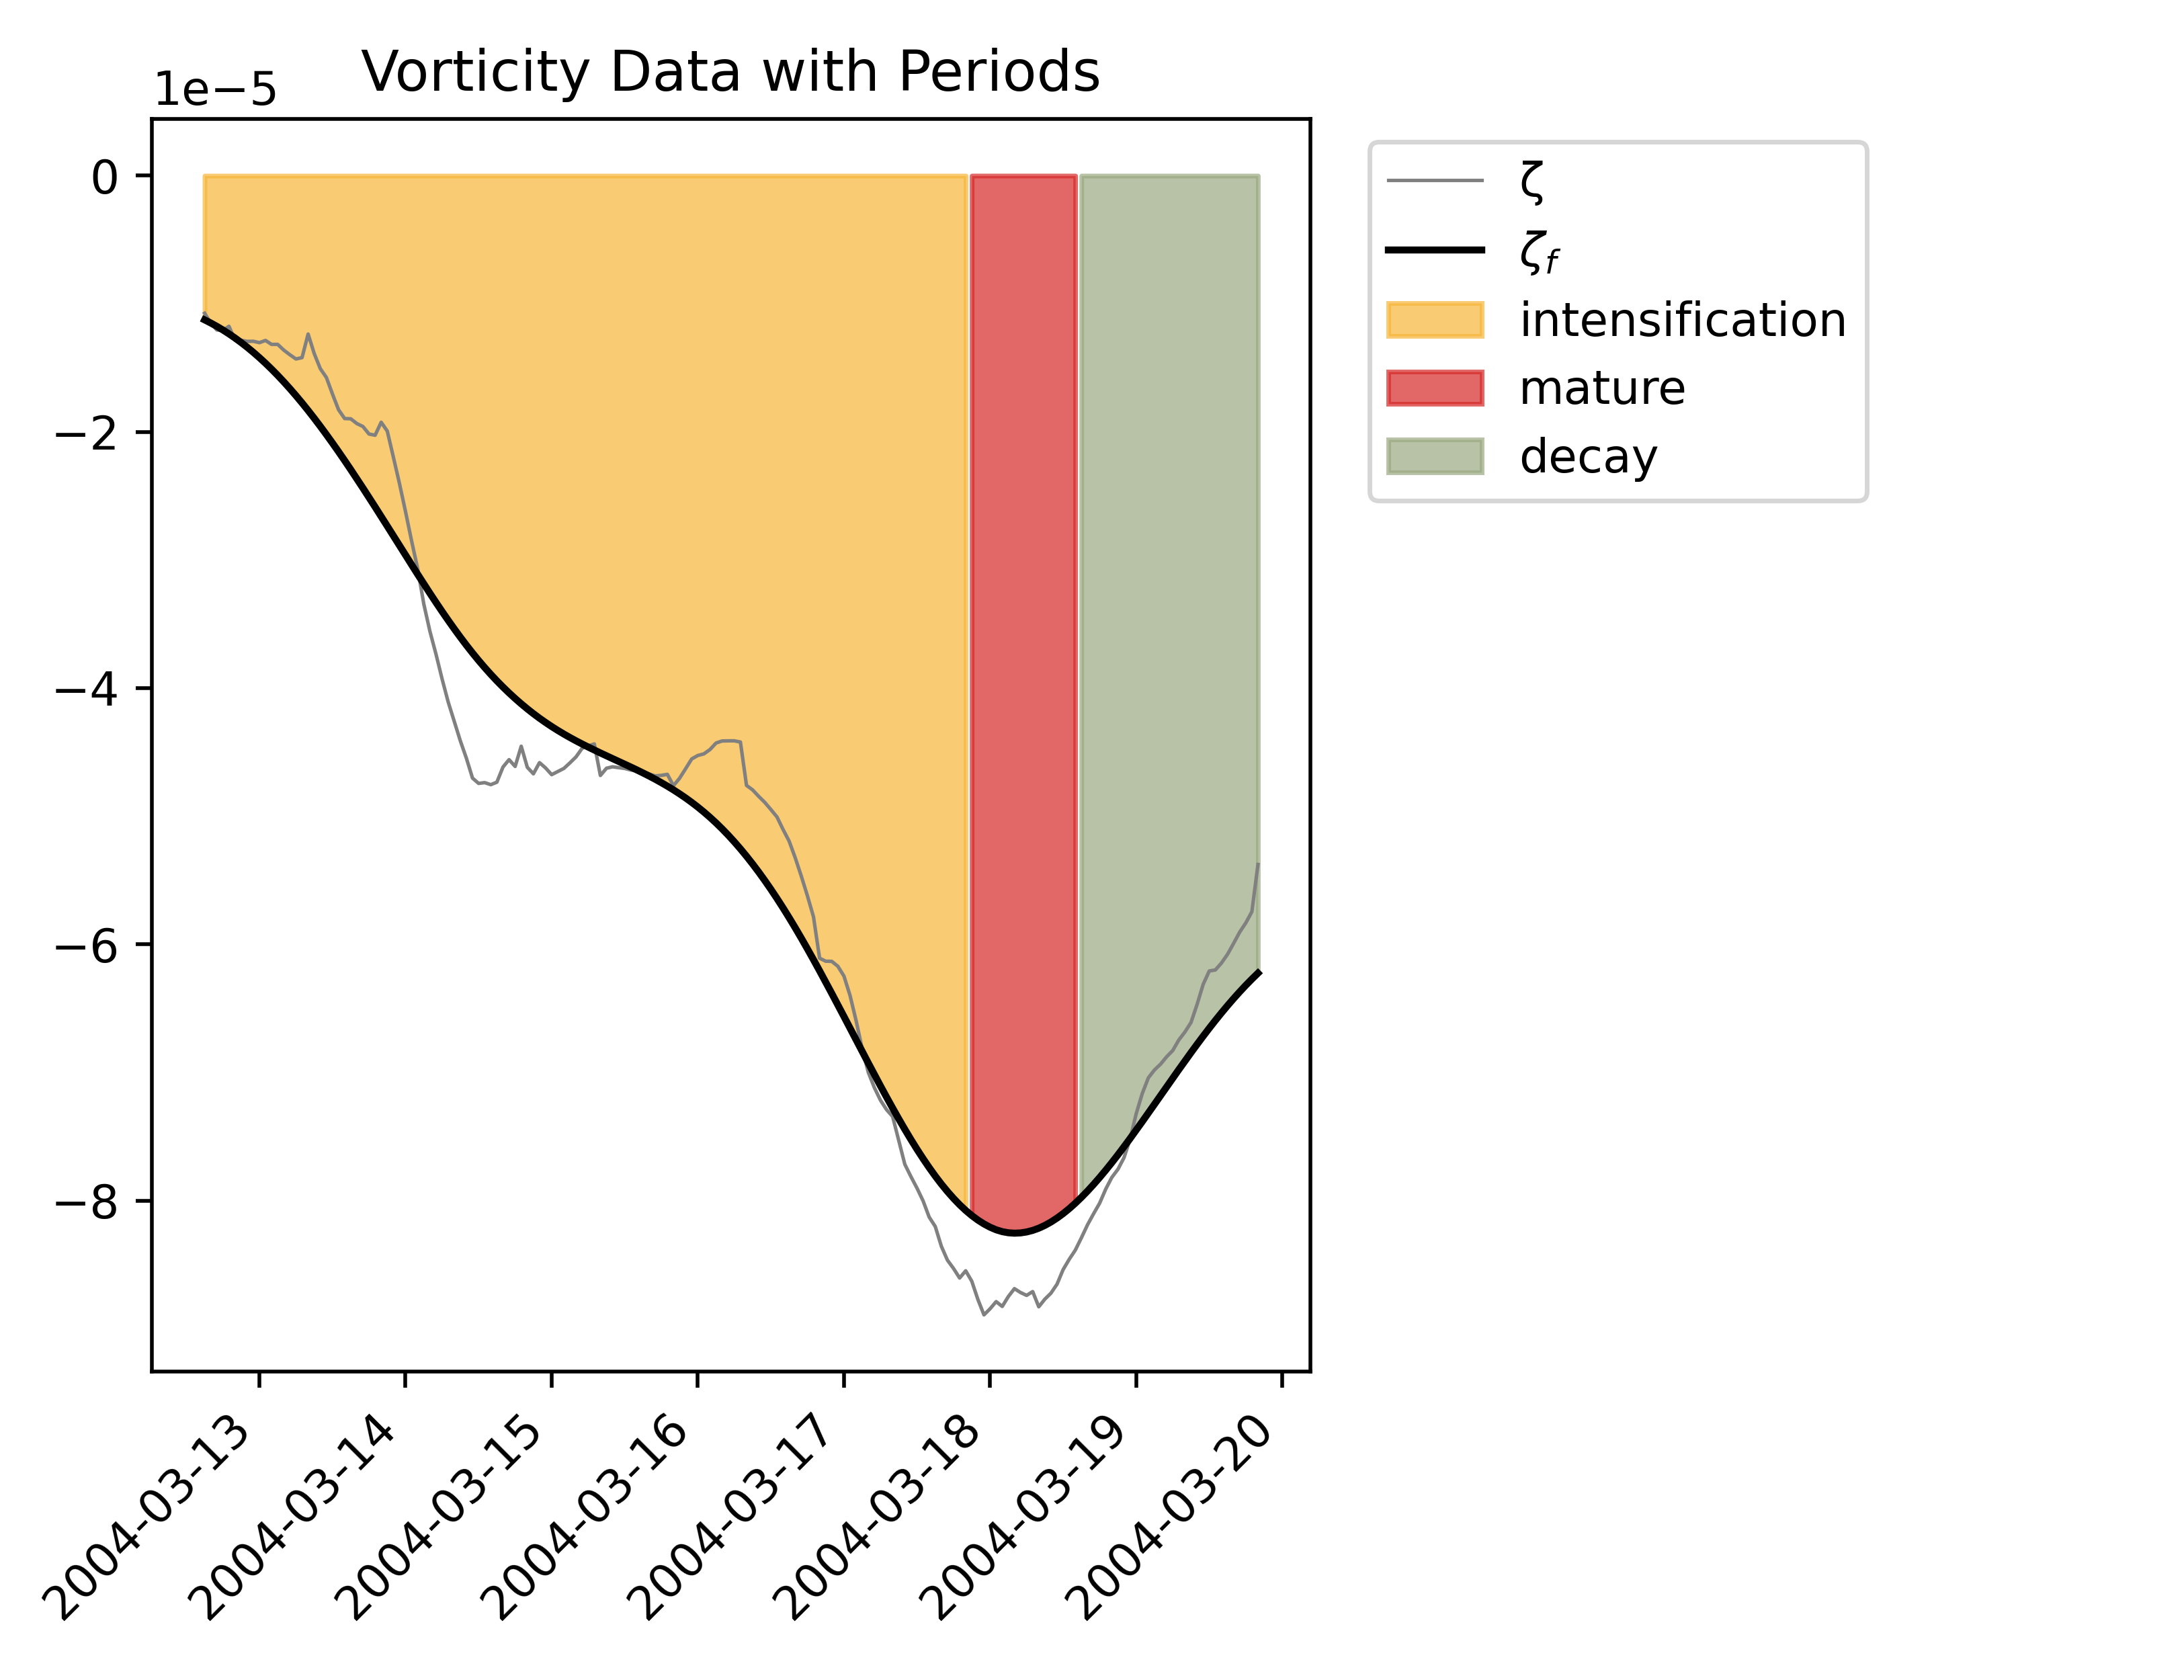 Vorticity Data with Periods
1e−5
0
−2
−4
−6
−8
2004-03-13
2004-03-14
2004-03-15
2004-03-16
2004-03-17
2004-03-18
2004-03-19
2004-03-20
ζ
ζf
intensification
mature
decay